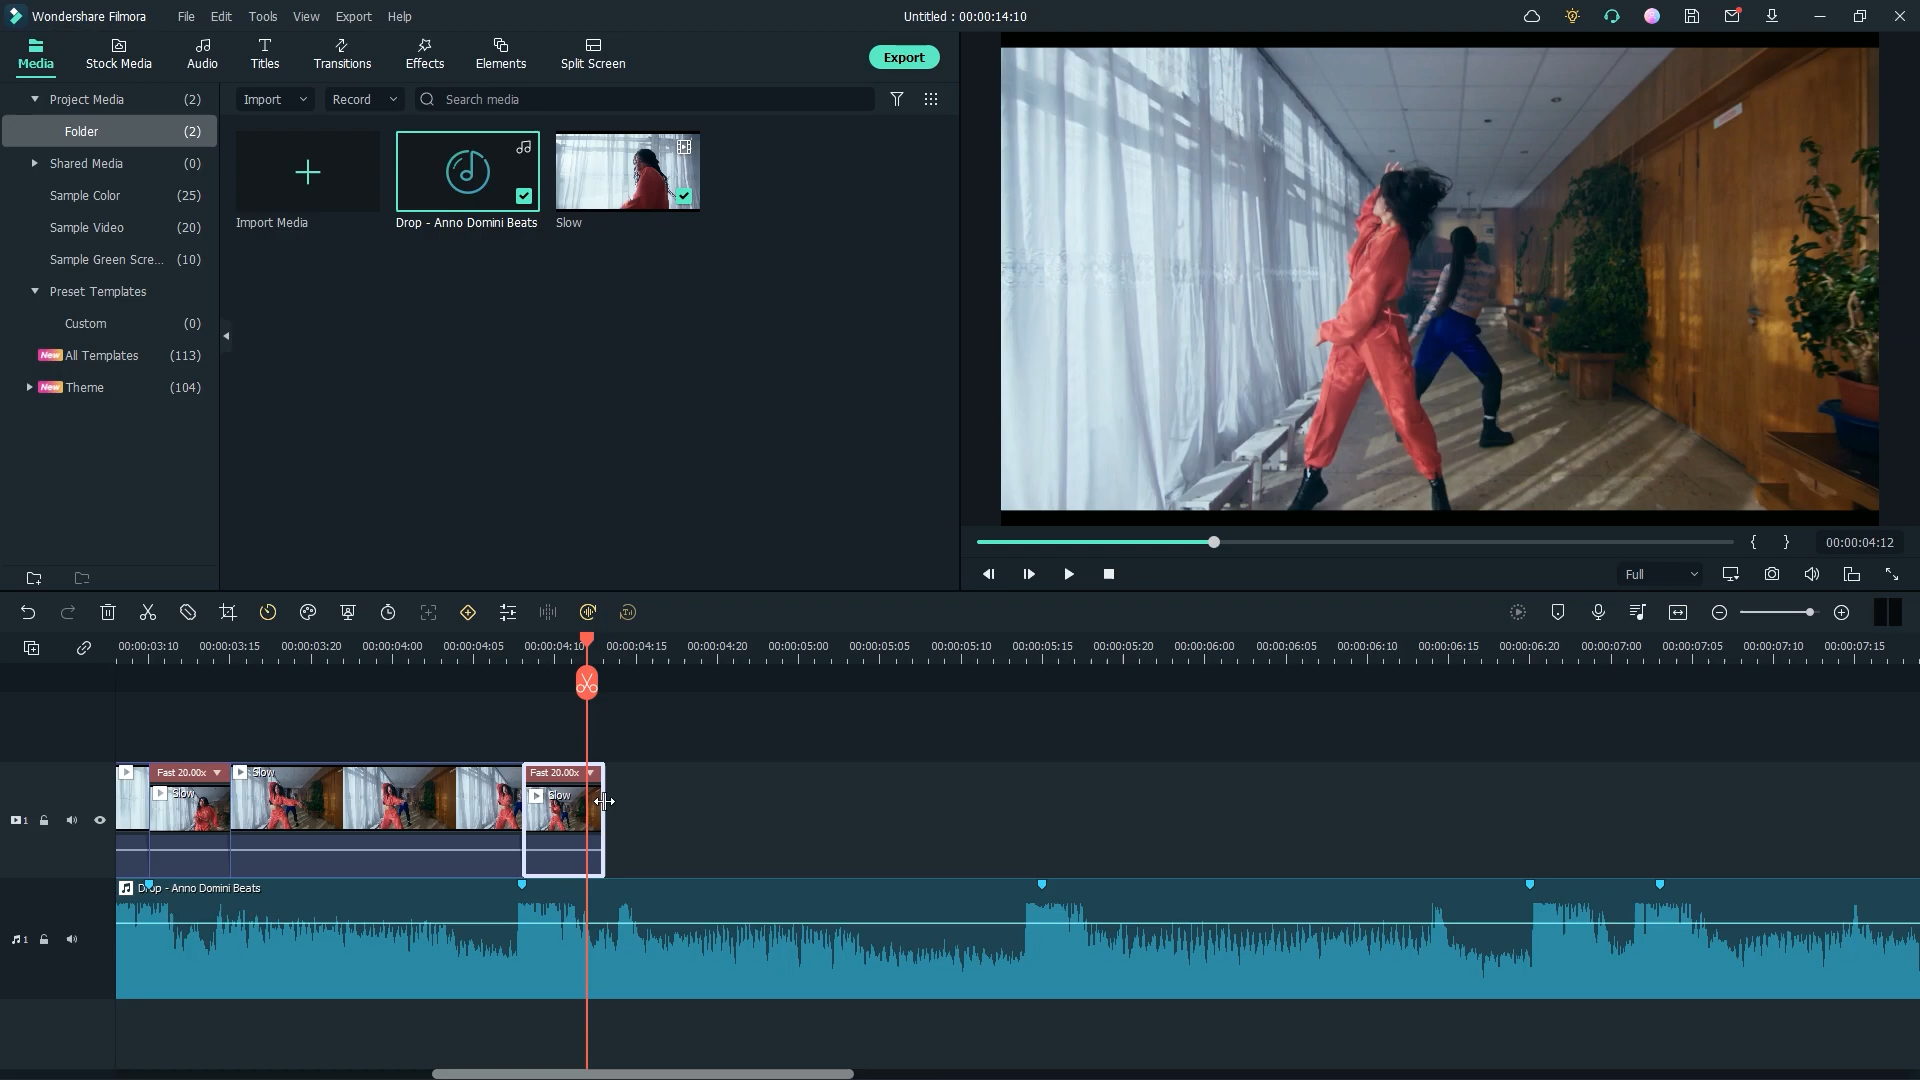 Wondershare Filmora File Edit Tools View Export Help Untitled : 00:00:14:10
Media Stock Media Audio Titles Transitions Effects Elements Split Screen Export
Project Media (2)
Folder (2)
Shared Media (0)
Sample Color (25)
Sample Video (20)
Sample Green Scre... (10)
Preset Templates
Custom (0)
New All Templates (113)
New Theme (104)
Import Record Search media
Import Media Drop - Anno Domini Beats Slow
00:00:04:12
Full
00:00:03:10 00:00:03:15 00:00:03:20 00:00:04:00 00:00:04:05 00:00:04:10 00:00:04:15 00:00:04:20 00:00:05:00 00:00:05:05 00:00:05:10 00:00:05:15 00:00:05:20 00:00:06:00 00:00:06:05 00:00:06:10 00:00:06:15 00:00:06:20 00:00:07:00 00:00:07:05 00:00:07:10 00:00:07:15
Fast 20.00x Slow Fast 20.00x
Slow Slow
1
Drop - Anno Domini Beats
1